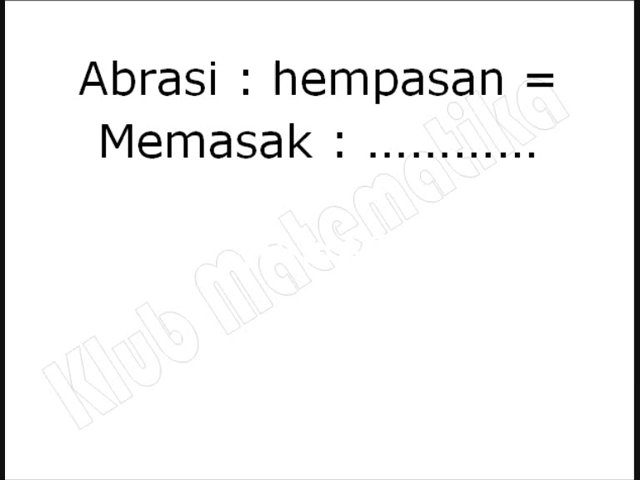 Abrasi : hempasan =
Memasak : ............
Klub Matematika